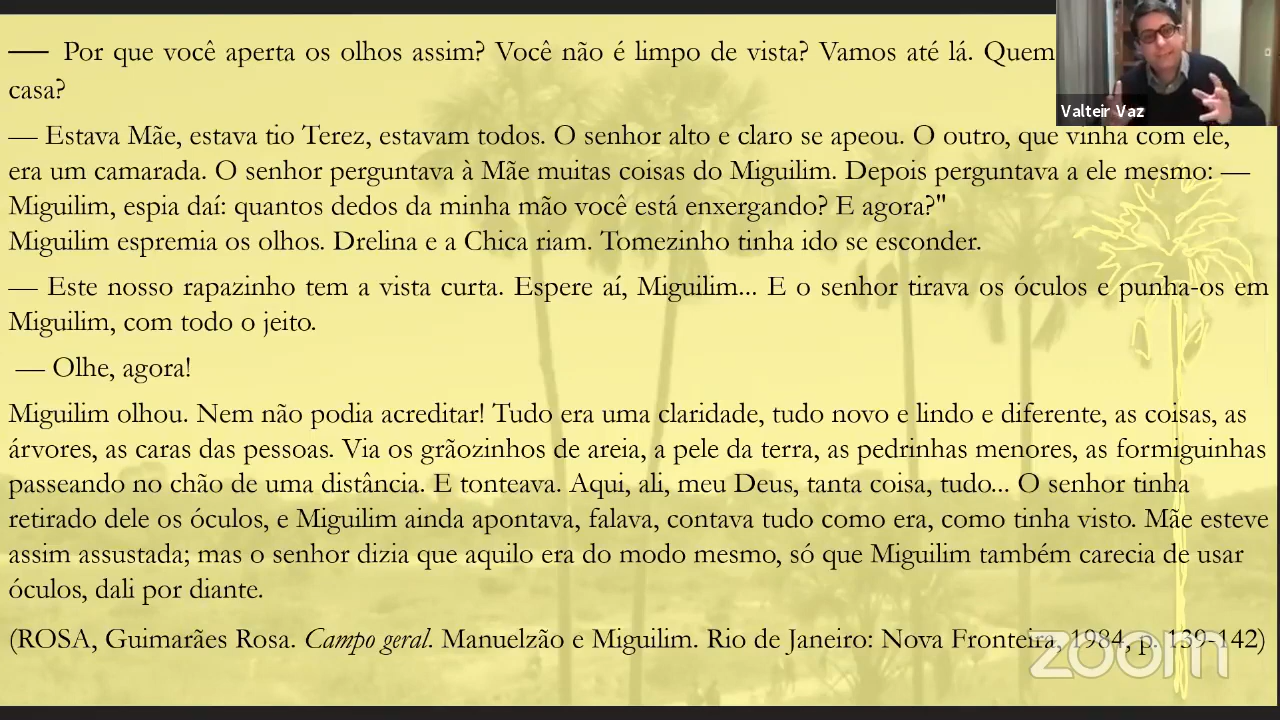 — Por que você aperta os olhos assim? Você não é limpo de vista? Vamos até lá. Quem
casa?
— Estava Mãe, estava tio Terez, estavam todos. O senhor alto e claro se apeou. O outro, que vinha com ele,
era um camarada. O senhor perguntava à Mãe muitas coisas do Miguilim. Depois perguntava a ele mesmo: —
Miguilim, espia daí: quantos dedos da minha mão você está enxergando? E agora?"
Miguilim espremia os olhos. Drelina e a Chica riam. Tomezinho tinha ido se esconder.
— Este nosso rapazinho tem a vista curta. Espere aí, Miguilim... E o senhor tirava os óculos e punha-os em
Miguilim, com todo o jeito.
— Olhe, agora!
Miguilim olhou. Nem não podia acreditar! Tudo era uma claridade, tudo novo e lindo e diferente, as coisas, as
árvores, as caras das pessoas. Via os grãozinhos de areia, a pele da terra, as pedrinhas menores, as formiguinhas
passeando no chão de uma distância. E tonteava. Aqui, ali, meu Deus, tanta coisa, tudo... O senhor tinha
retirado dele os óculos, e Miguilim ainda apontava, falava, contava tudo como era, como tinha visto. Mãe esteve
assim assustada; mas o senhor dizia que aquilo era do modo mesmo, só que Miguilim também carecia de usar
óculos, dali por diante.
(ROSA, Guimarães Rosa. Campo geral. Manuelzão e Miguilim. Rio de Janeiro: Nova Fronteira, 1984, p. 139-142)
Valteir Vaz
zoom